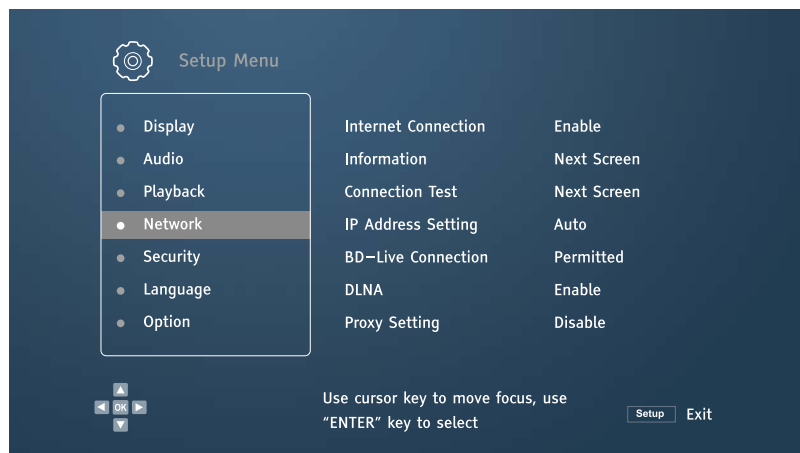 Setup Menu
Display
Audio
Playback
Network
Security
Language
Option
Internet Connection Enable
Information Next Screen
Connection Test Next Screen
IP Address Setting Auto
BD–Live Connection Permitted
DLNA Enable
Proxy Setting Disable
OK
Use cursor key to move focus, use
“ENTER” key to select
Setup Exit